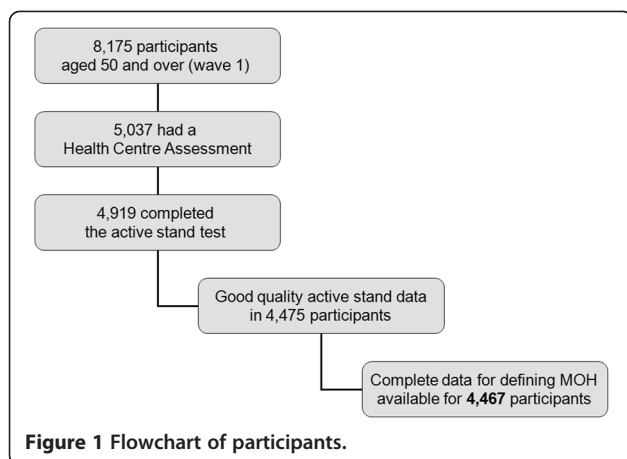 8,175 participants
aged 50 and over (wave 1)
5,037 had a
Health Centre Assessment
4,919 completed
the active stand test
Good quality active stand data
in 4,475 participants
Complete data for defining MOH
available for 4,467 participants
Figure 1 Flowchart of participants.